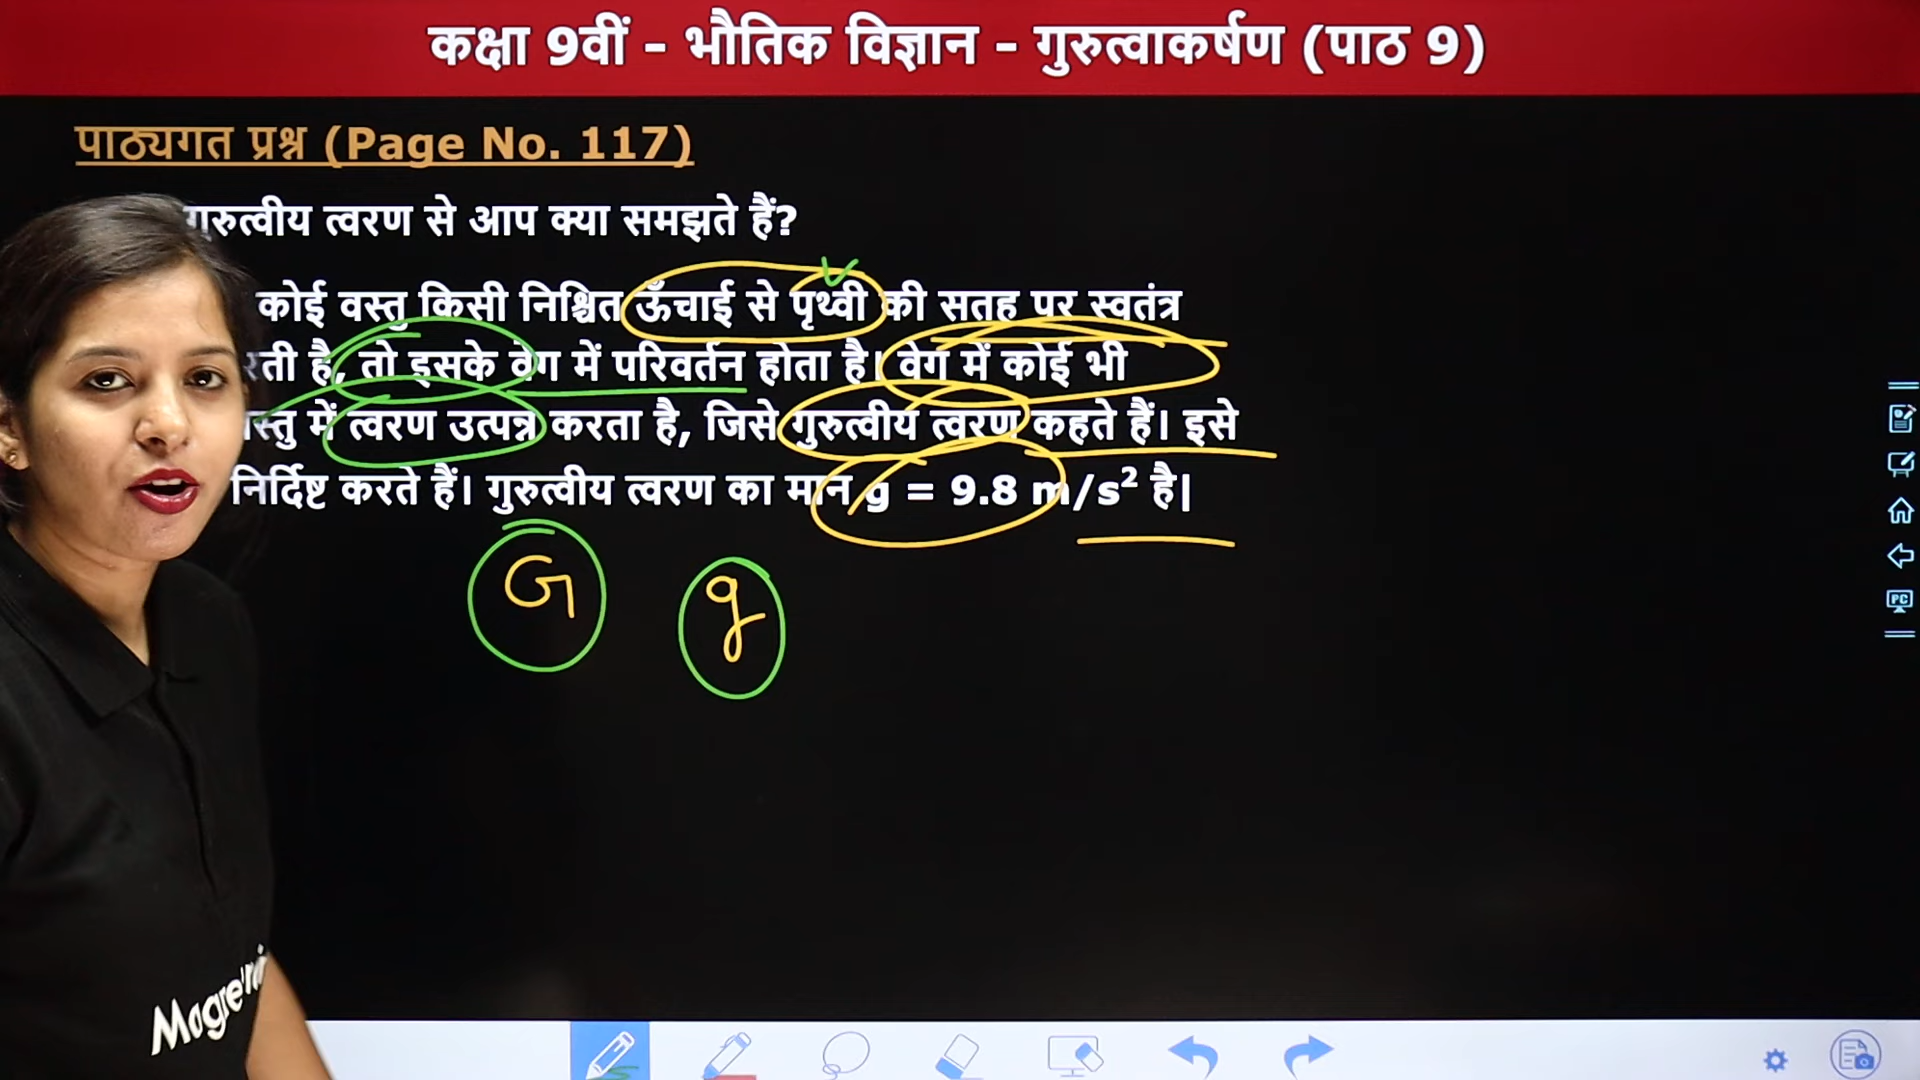 कक्षा 9वीं - भौतिक विज्ञान - गुरुत्वाकर्षण (पाठ 9)
पाठ्यगत प्रश्न (Page No. 117)
गुरुत्वीय त्वरण से आप क्या समझते हैं?
कोई वस्तु किसी निश्चित ऊँचाई से पृथ्वी की सतह पर स्वतंत्र
है, तो इसके वेग में परिवर्तन होता है। वेग में कोई भी
में त्वरण उत्पन्न करता है, जिसे गुरुत्वीय त्वरण कहते हैं। इसे
निर्दिष्ट करते हैं। गुरुत्वीय त्वरण का मान g = 9.8 m/s² है|
G g
PC